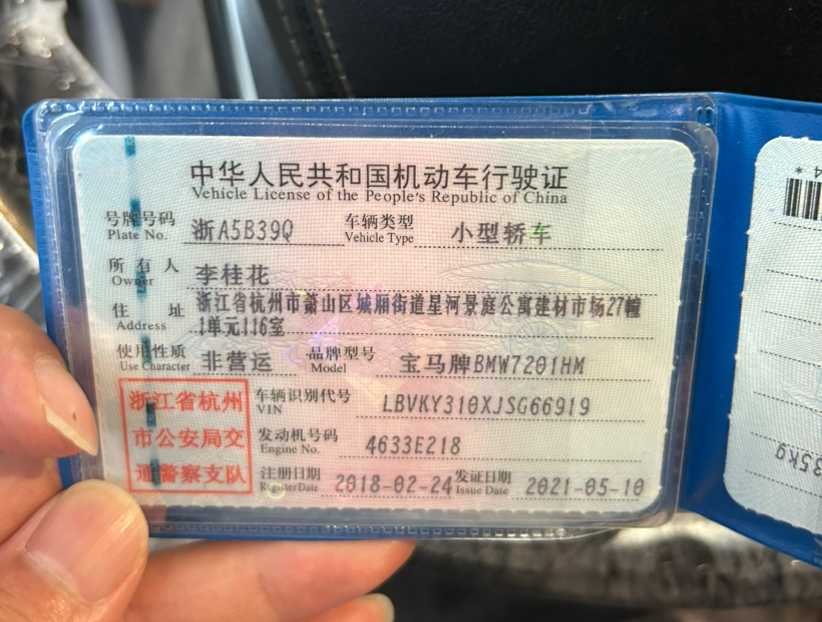 中华人民共和国机动车行驶证
Vehicle License of the People's Republic of China
号牌号码 浙A5B39Q 车辆类型 小型轿车
Plate No. Vehicle Type
所有人 李桂花
Owner
住址 浙江省杭州市萧山区城厢街道星河景庭公寓建材市场27幢
Address 1单元116室
使用性质 非营运 品牌型号 宝马牌BMW7201HM
Use Character Model
浙江省杭州
市公安局交
通警察支队
车辆识别代号 LBVKY310XJSG66919
VIN
发动机号码 4633E218
Engine No.
注册日期 2018-02-24 发证日期 2021-05-10
Register Date Issue Date
35kg